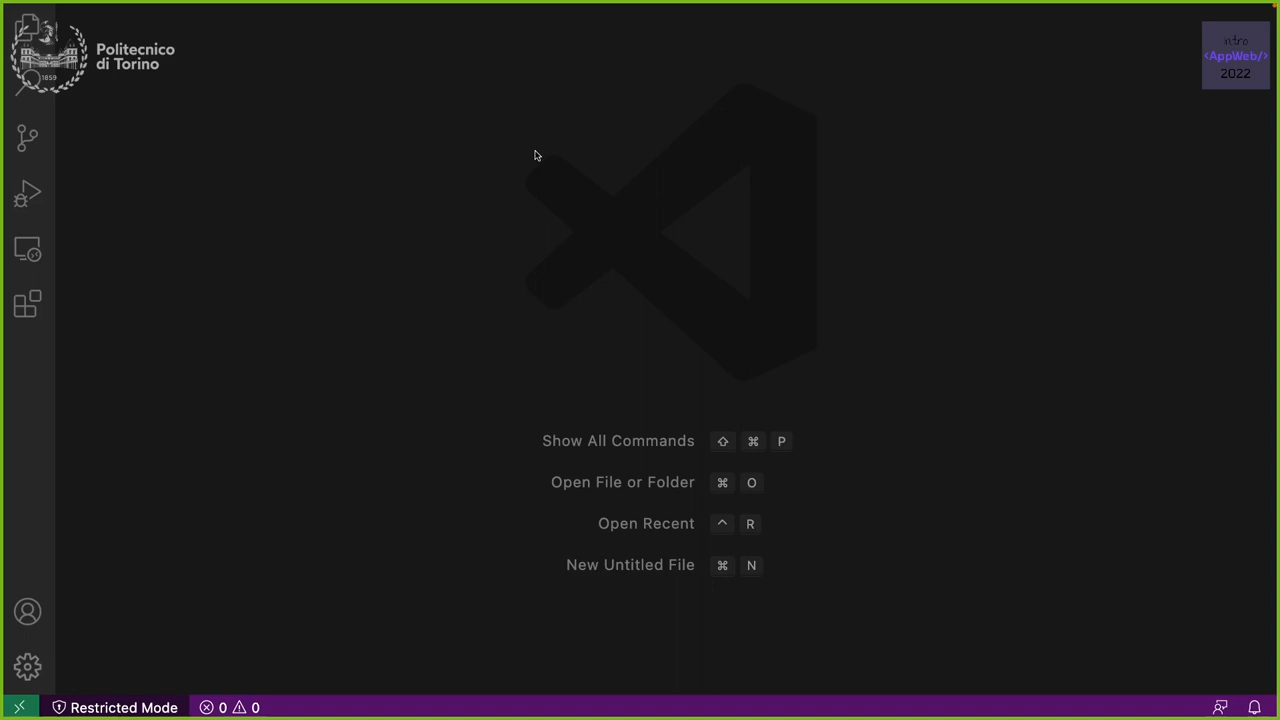 Politecnico
di Torino
1859
intro
<AppWeb/>
2022
Show All Commands ⇧ ⌘ P
Open File or Folder ⌘ O
Open Recent ^ R
New Untitled File ⌘ N
Restricted Mode 0 0